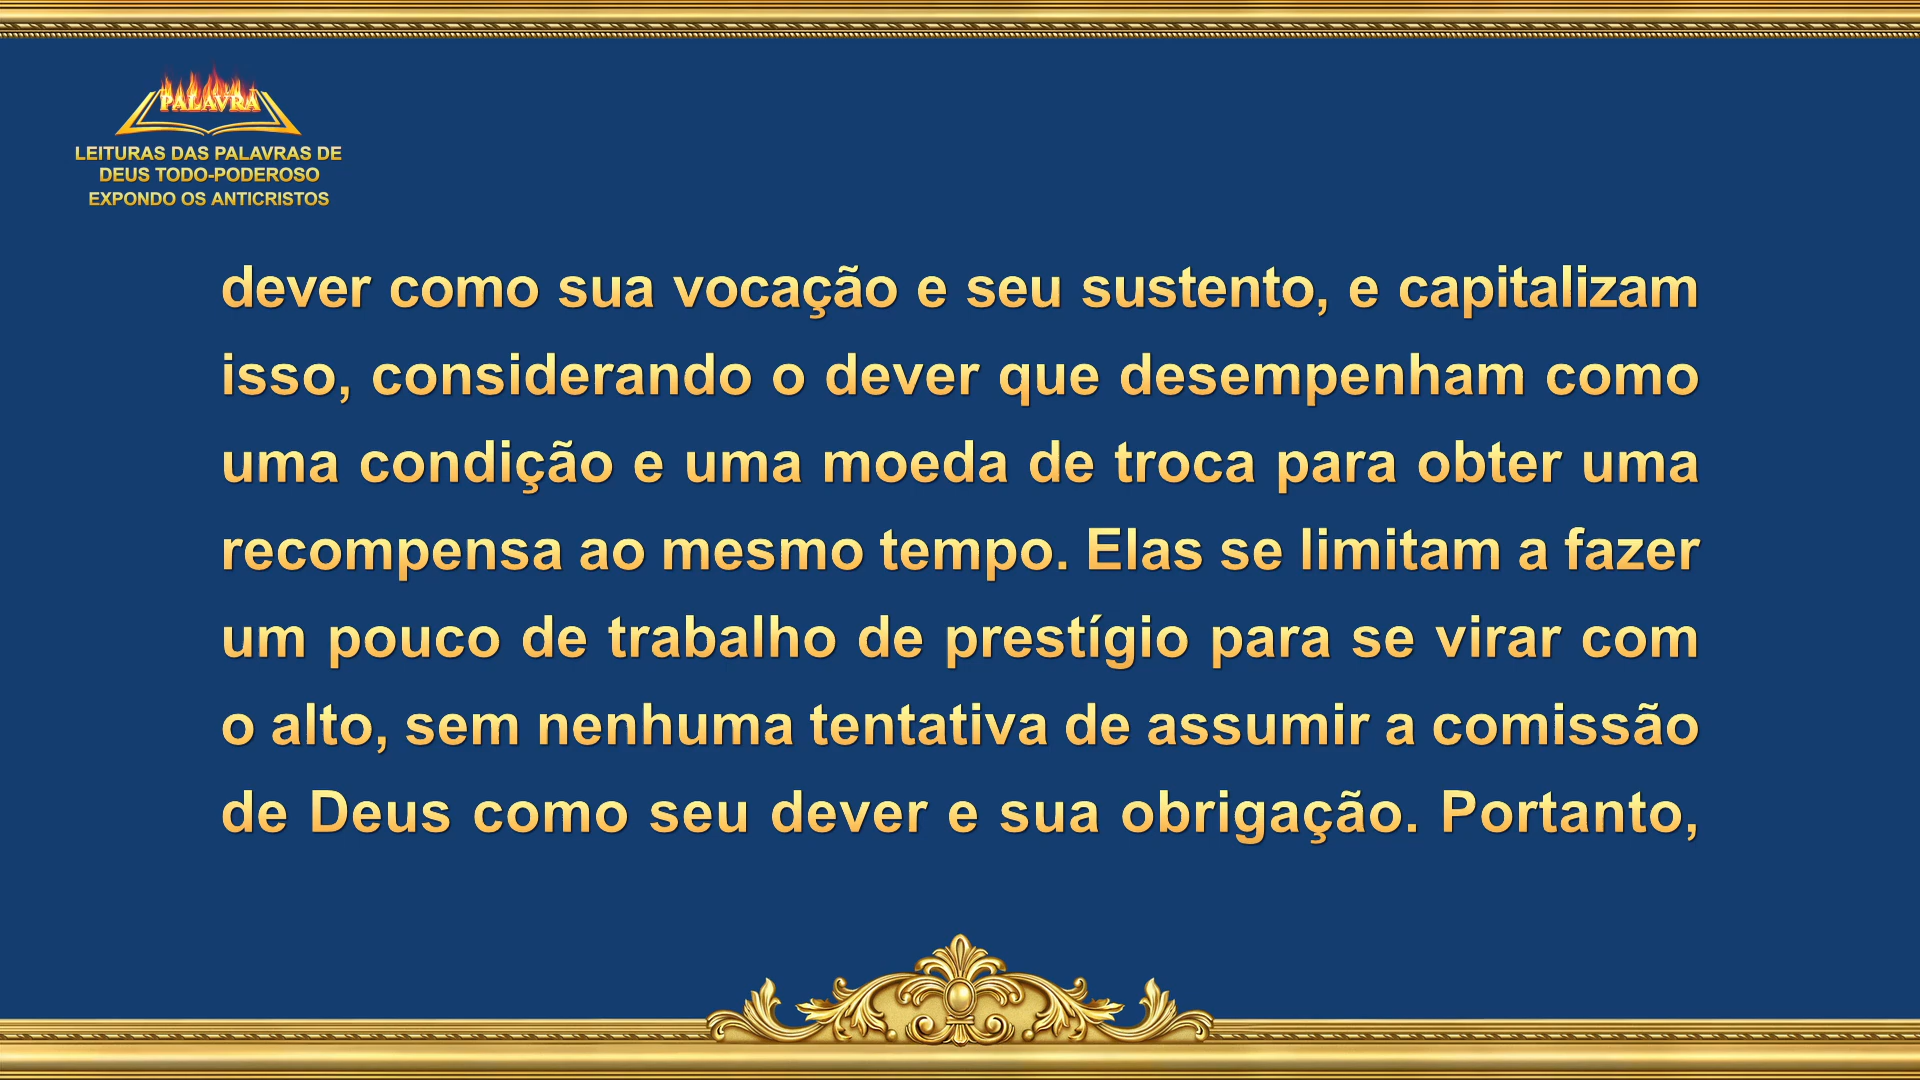 PALAVRA
LEITURAS DAS PALAVRAS DE
DEUS TODO-PODEROSO
EXPONDO OS ANTICRISTOS
dever como sua vocação e seu sustento, e capitalizam
isso, considerando o dever que desempenham como
uma condição e uma moeda de troca para obter uma
recompensa ao mesmo tempo. Elas se limitam a fazer
um pouco de trabalho de prestígio para se virar com
o alto, sem nenhuma tentativa de assumir a comissão
de Deus como seu dever e sua obrigação. Portanto,